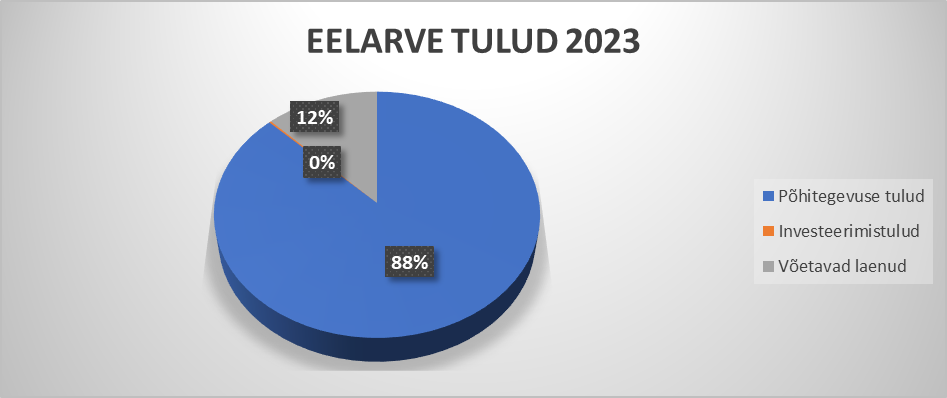 EELARVE TULUD 2023
12%
0%
88%
Põhitegevuse tulud
Investeerimistulud
Võetavad laenud